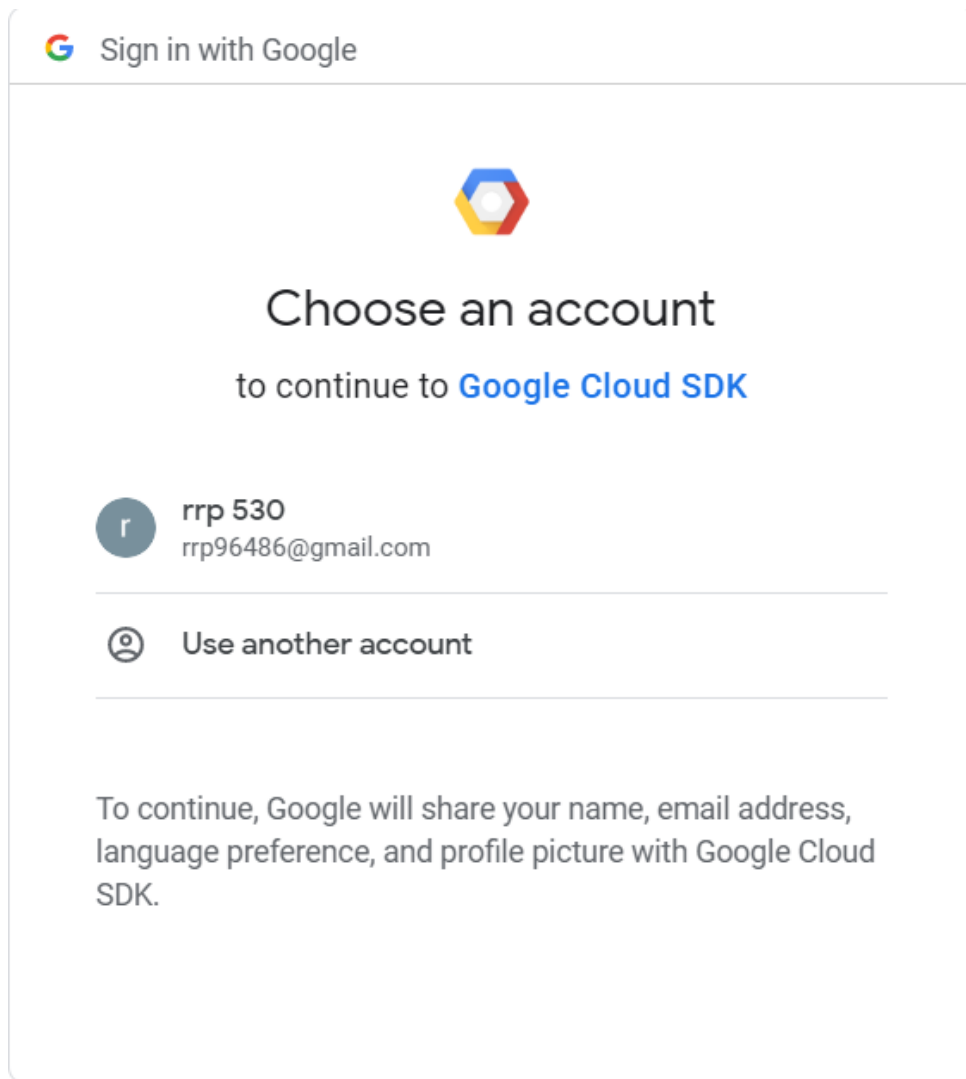 Sign in with Google
Choose an account
to continue to Google Cloud SDK
r
rrp 530
rrp96486@gmail.com
Use another account
To continue, Google will share your name, email address,
language preference, and profile picture with Google Cloud
SDK.